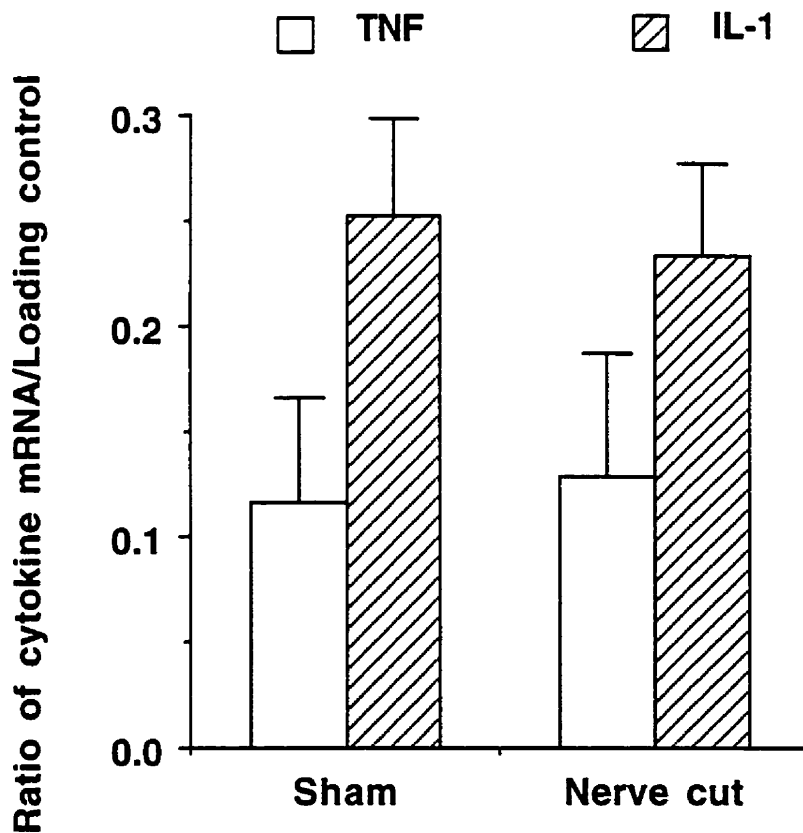 TNF IL-1
Ratio of cytokine mRNA/Loading control
0.3
0.2
0.1
0.0
Sham Nerve cut